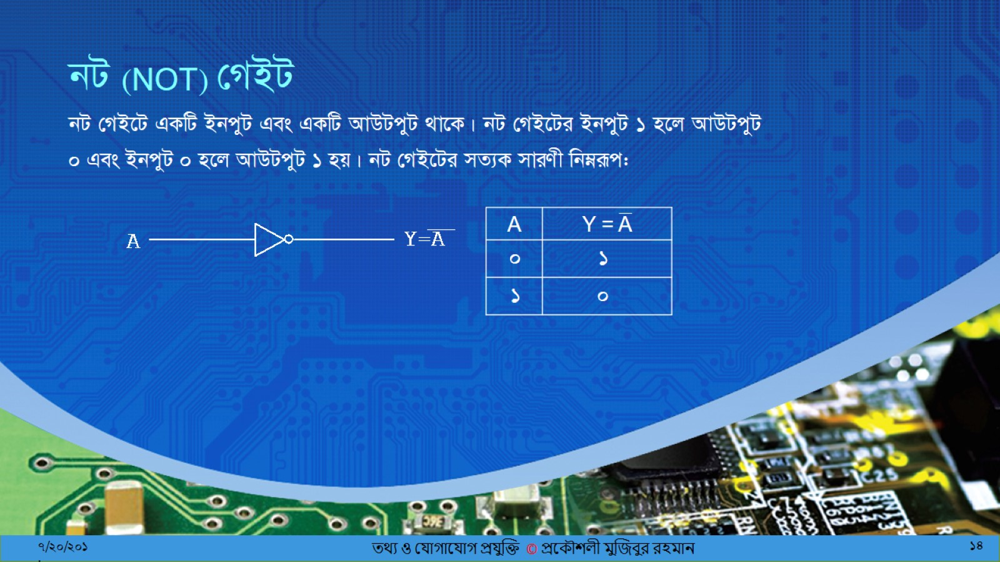 নট (NOT) গেইট
নট গেইটে একটি ইনপুট এবং একটি আউটপুট থাকে। নট গেইটের ইনপুট ১ হলে আউটপুট
০ এবং ইনপুট ০ হলে আউটপুট ১ হয়। নট গেইটের সত্যক সারণী নিম্নরূপ:
A Y=A̅
A Y = A̅
০ ১
১ ০
C25
৭/২০/২০১ তথ্য ও যোগাযোগ প্রযুক্তি © প্রকৌশলী মুজিবুর রহমান ১৪